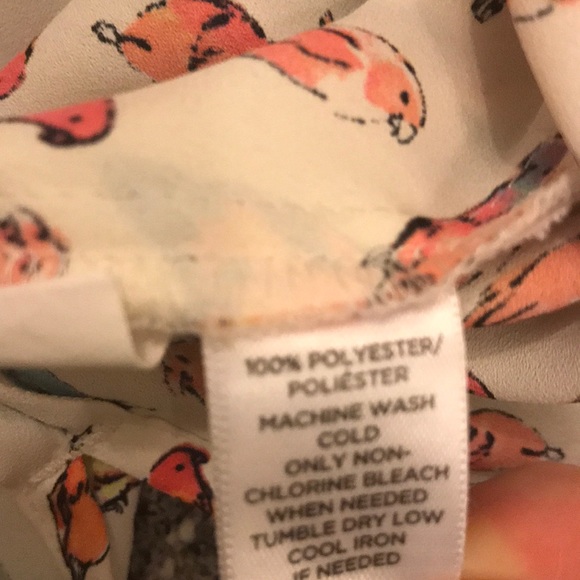 100% POLYESTER/
POLIÉSTER
MACHINE WASH
COLD
ONLY NON-
CHLORINE BLEACH
WHEN NEEDED
TUMBLE DRY LOW
COOL IRON
IF NEEDED